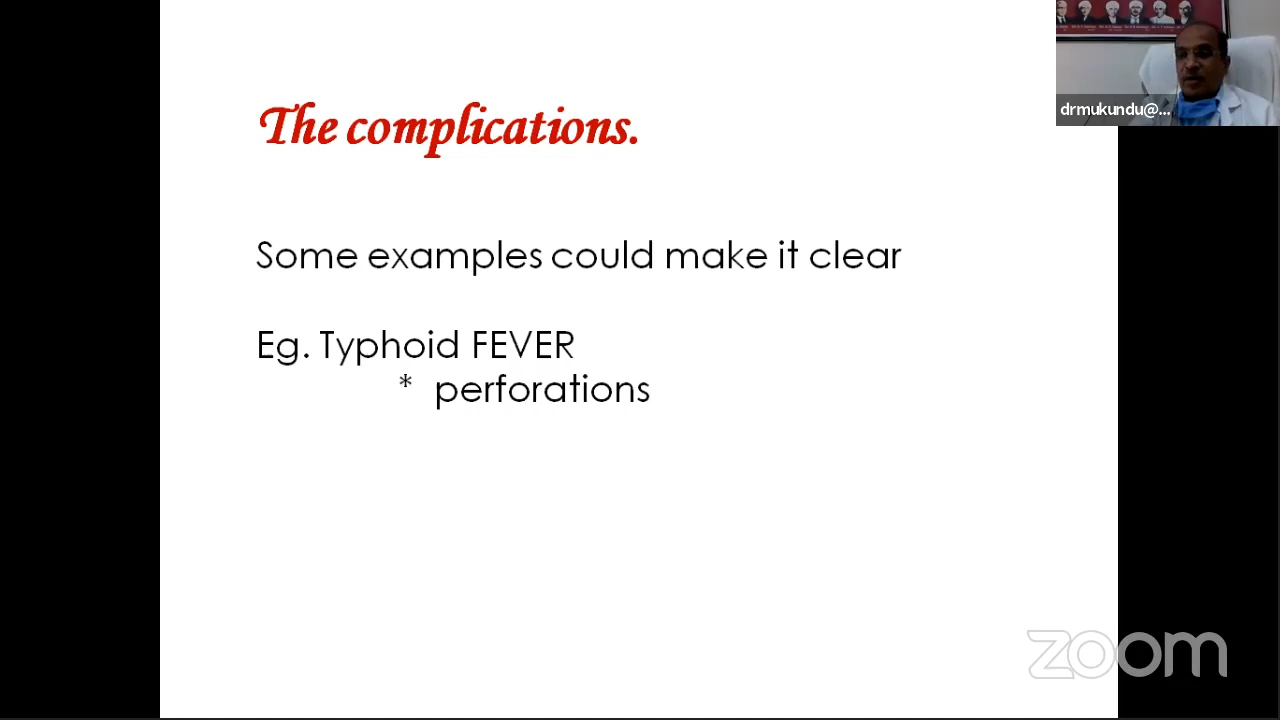 The complications.
drmukundu@...
Some examples could make it clear
Eg. Typhoid FEVER
* perforations
zoom